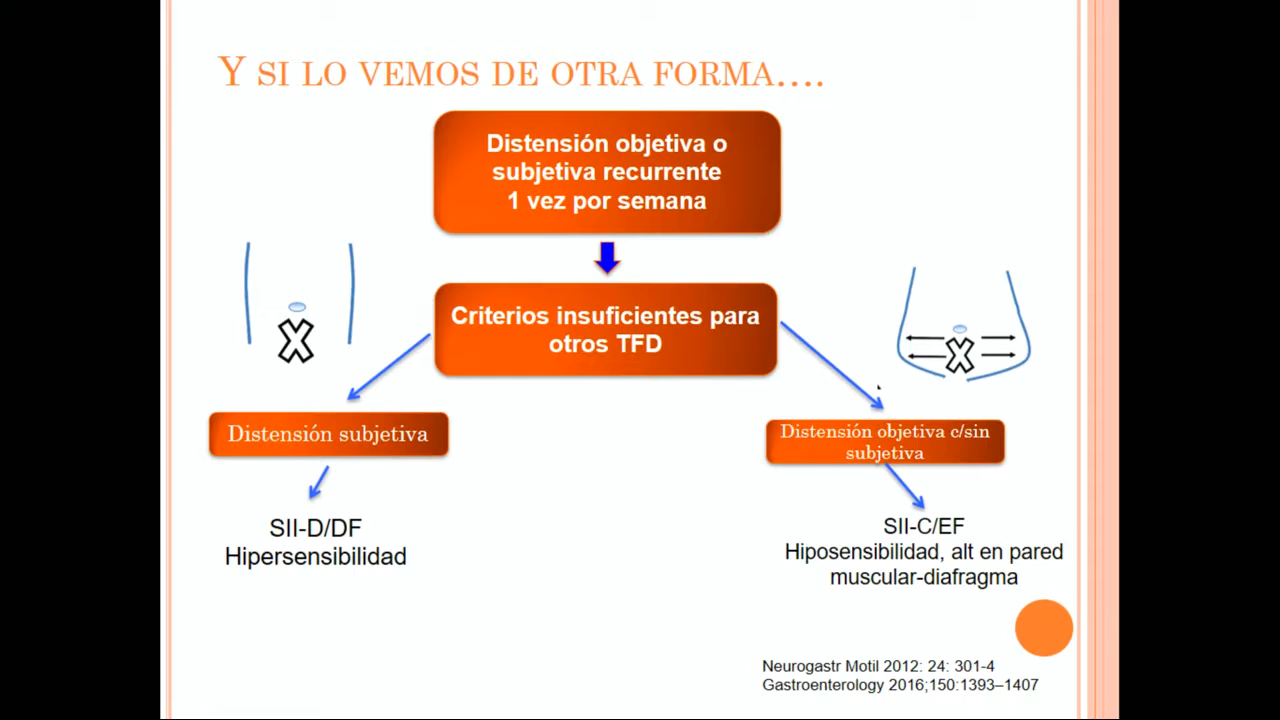 Y SI LO VEMOS DE OTRA FORMA....
Distensión objetiva o
subjetiva recurrente
1 vez por semana
Criterios insuficientes para
otros TFD
Distensión subjetiva
Distensión objetiva c/sin
subjetiva
SII-D/DF
Hipersensibilidad
SII-C/EF
Hiposensibilidad, alt en pared
muscular-diafragma
Neurogastr Motil 2012: 24: 301-4
Gastroenterology 2016;150:1393–1407